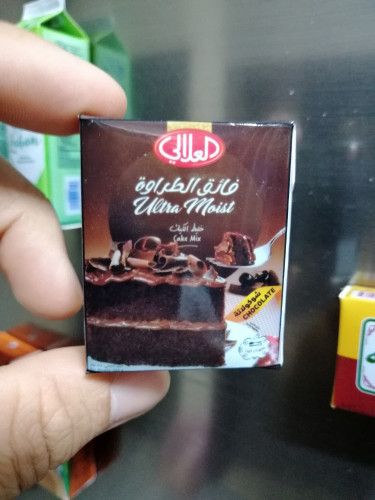 العلالي
فائق الطراوة
Ultra Moist
خليط الكيك
Cake Mix
شوكولاتة
CHOCOLATE